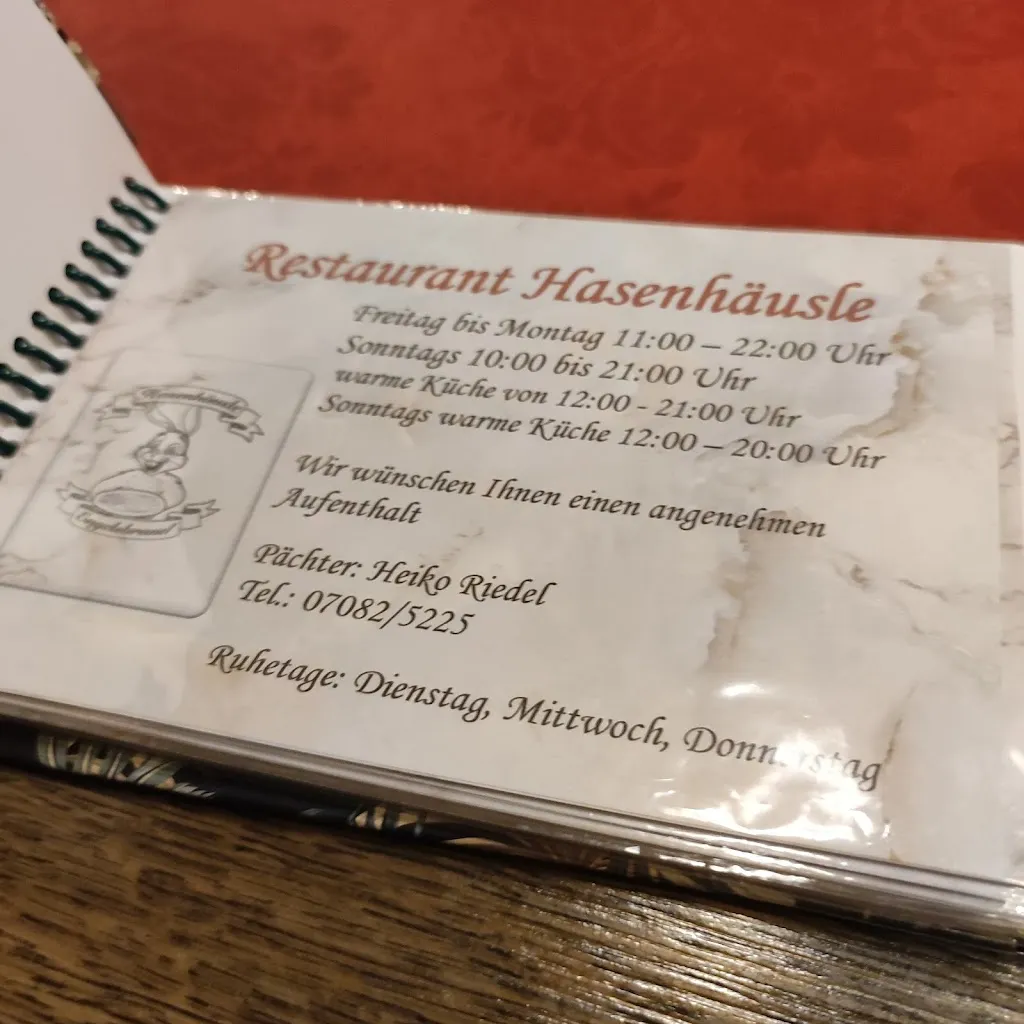 Restaurant Hasenhäusle
Freitag bis Montag 11:00 – 22:00 Uhr
Sonntags 10:00 bis 21:00 Uhr
warme Küche von 12:00 - 21:00 Uhr
Sonntags warme Küche 12:00 – 20:00 Uhr
Wir wünschen Ihnen einen angenehmen
Aufenthalt
Pächter: Heiko Riedel
Tel.: 07082/5225
Ruhetage: Dienstag, Mittwoch, Donnerstag
Hasenhäusle